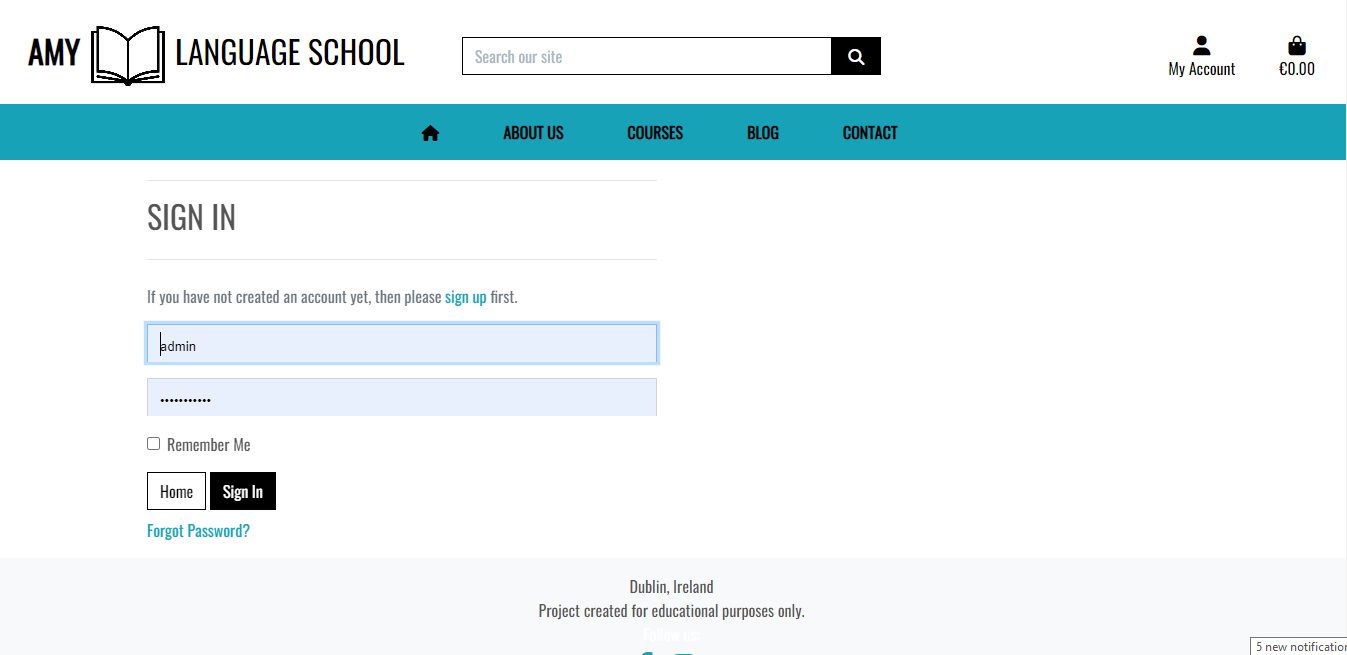 AMY LANGUAGE SCHOOL
Search our site
My Account
€0.00
ABOUT US COURSES BLOG CONTACT
SIGN IN
If you have not created an account yet, then please sign up first.
admin
•••••••••••
Remember Me
Home Sign In
Forgot Password?
Dublin, Ireland
Project created for educational purposes only.
Follow us:
5 new